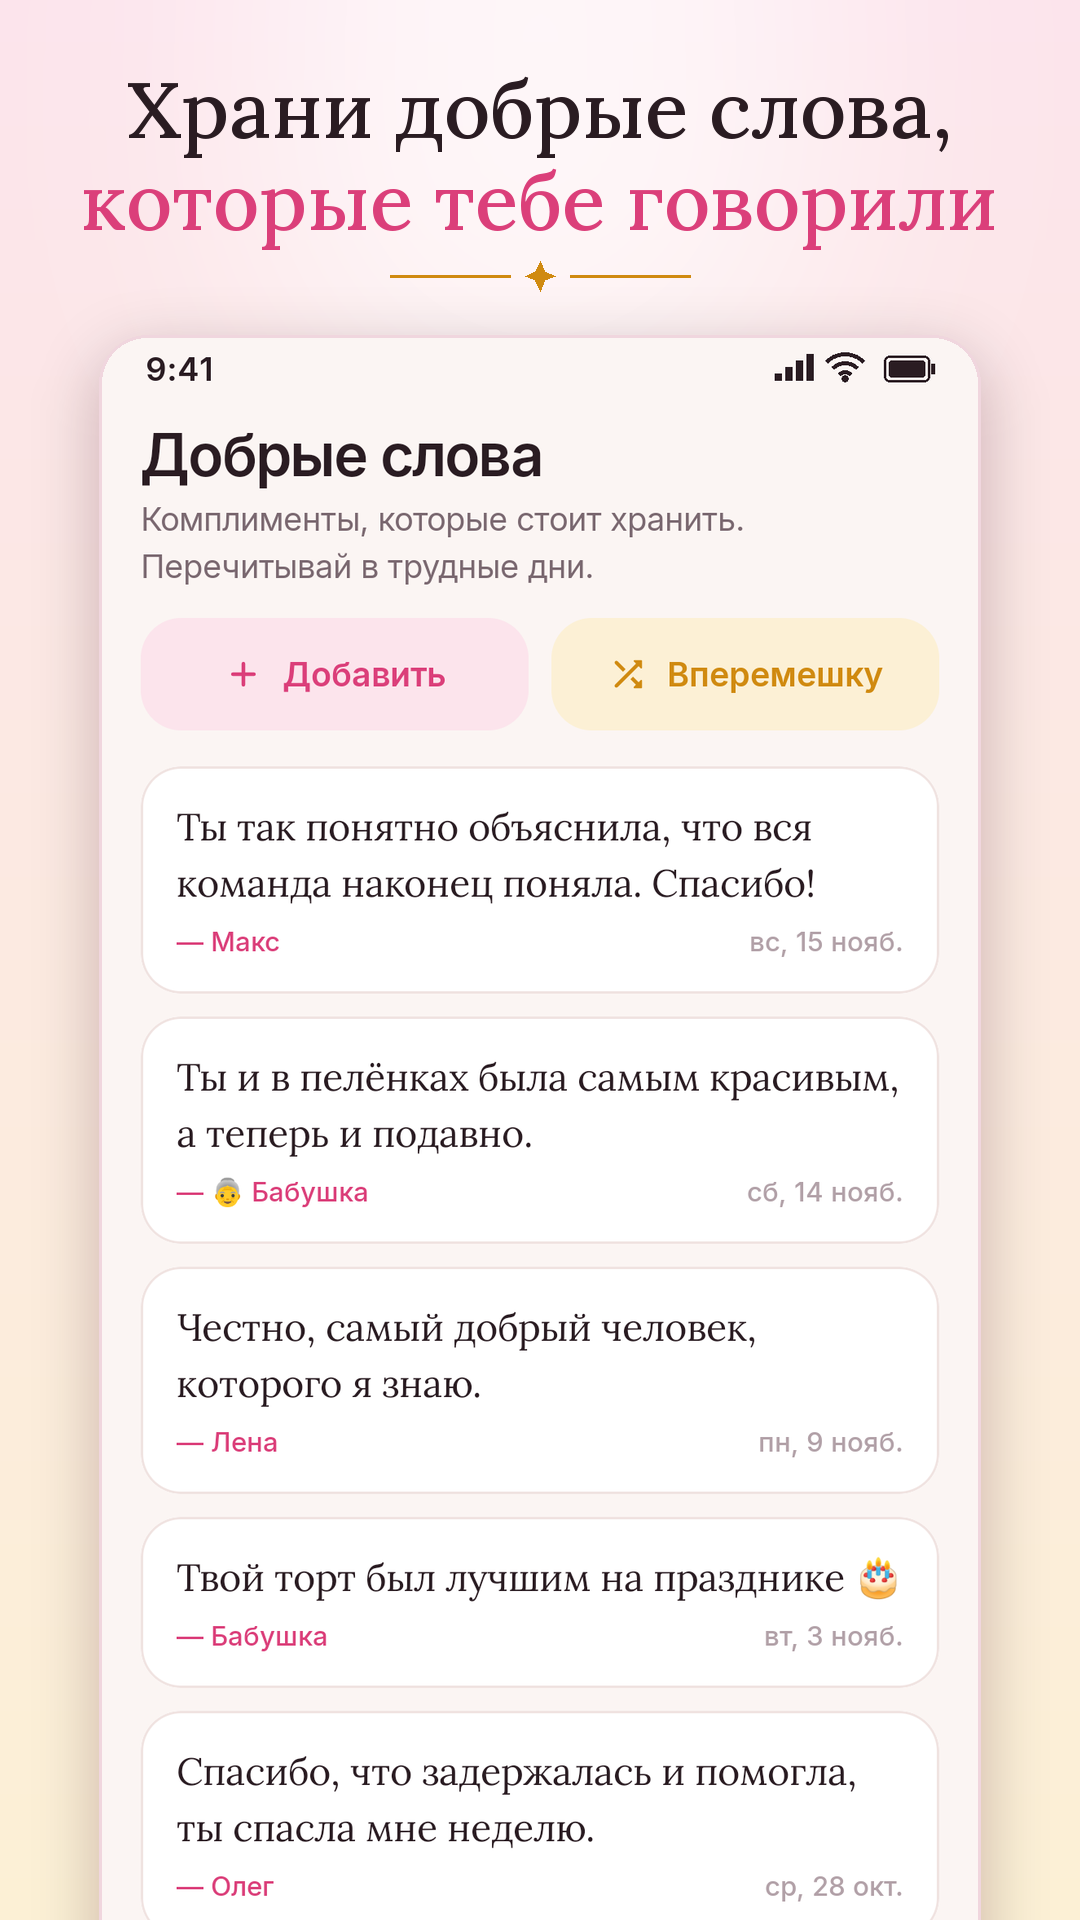 Храни добрые слова,
которые тебе говорили
9:41
Добрые слова
Комплименты, которые стоит хранить.
Перечитывай в трудные дни.
+ Добавить
Вперемешку
Ты так понятно объяснила, что вся
команда наконец поняла. Спасибо!
— Макс
вс, 15 нояб.
Ты и в пелёнках была самым красивым,
а теперь и подавно.
— 👵 Бабушка
сб, 14 нояб.
Честно, самый добрый человек,
которого я знаю.
— Лена
пн, 9 нояб.
Твой торт был лучшим на празднике 🎂
— Бабушка
вт, 3 нояб.
Спасибо, что задержалась и помогла,
ты спасла мне неделю.
— Олег
ср, 28 окт.